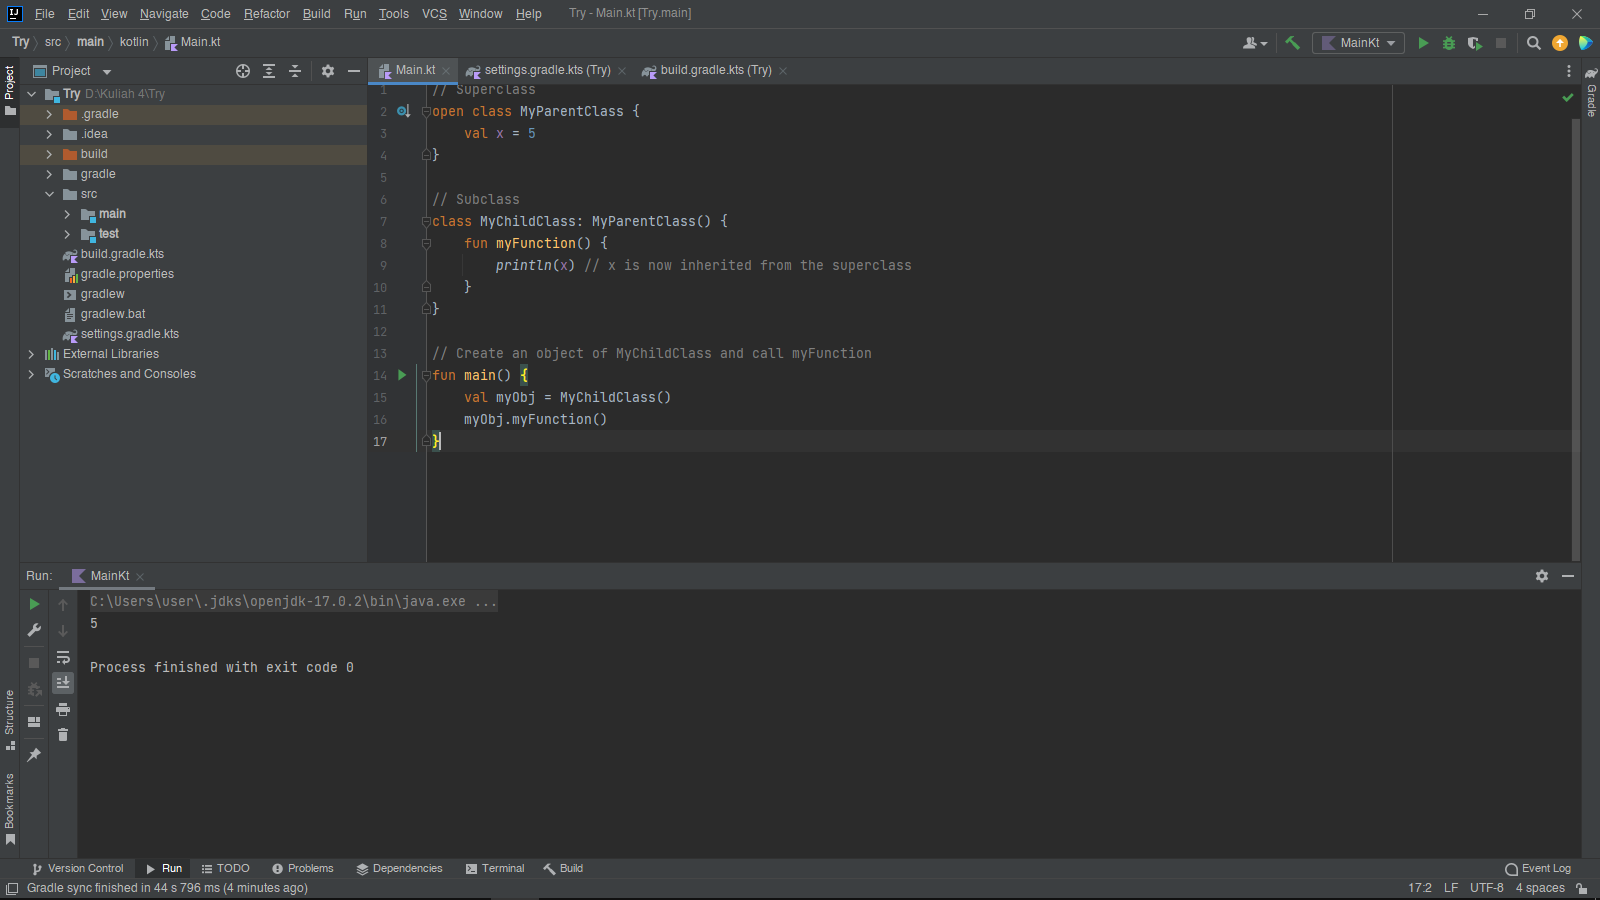 File Edit View Navigate Code Refactor Build Run Tools VCS Window Help Try - Main.kt [Try.main]
Try src main kotlin Main.kt MainKt
Project
Main.kt settings.gradle.kts (Try) build.gradle.kts (Try)
Project
Gradle
Try D:\Kuliah 4\Try
.gradle
.idea
build
gradle
src
main
test
build.gradle.kts
gradle.properties
gradlew
gradlew.bat
settings.gradle.kts
External Libraries
Scratches and Consoles
1 // Superclass
2 open class MyParentClass {
3 val x = 5
4 }
5
6 // Subclass
7 class MyChildClass: MyParentClass() {
8 fun myFunction() {
9 println(x) // x is now inherited from the superclass
10 }
11 }
12
13 // Create an object of MyChildClass and call myFunction
14 fun main() {
15 val myObj = MyChildClass()
16 myObj.myFunction()
17 }
Run: MainKt
C:\Users\user\.jdks\openjdk-17.0.2\bin\java.exe ...
5
Process finished with exit code 0
Structure
Bookmarks
Version Control Run TODO Problems Dependencies Terminal Build Event Log
Gradle sync finished in 44 s 796 ms (4 minutes ago) 17:2 LF UTF-8 4 spaces